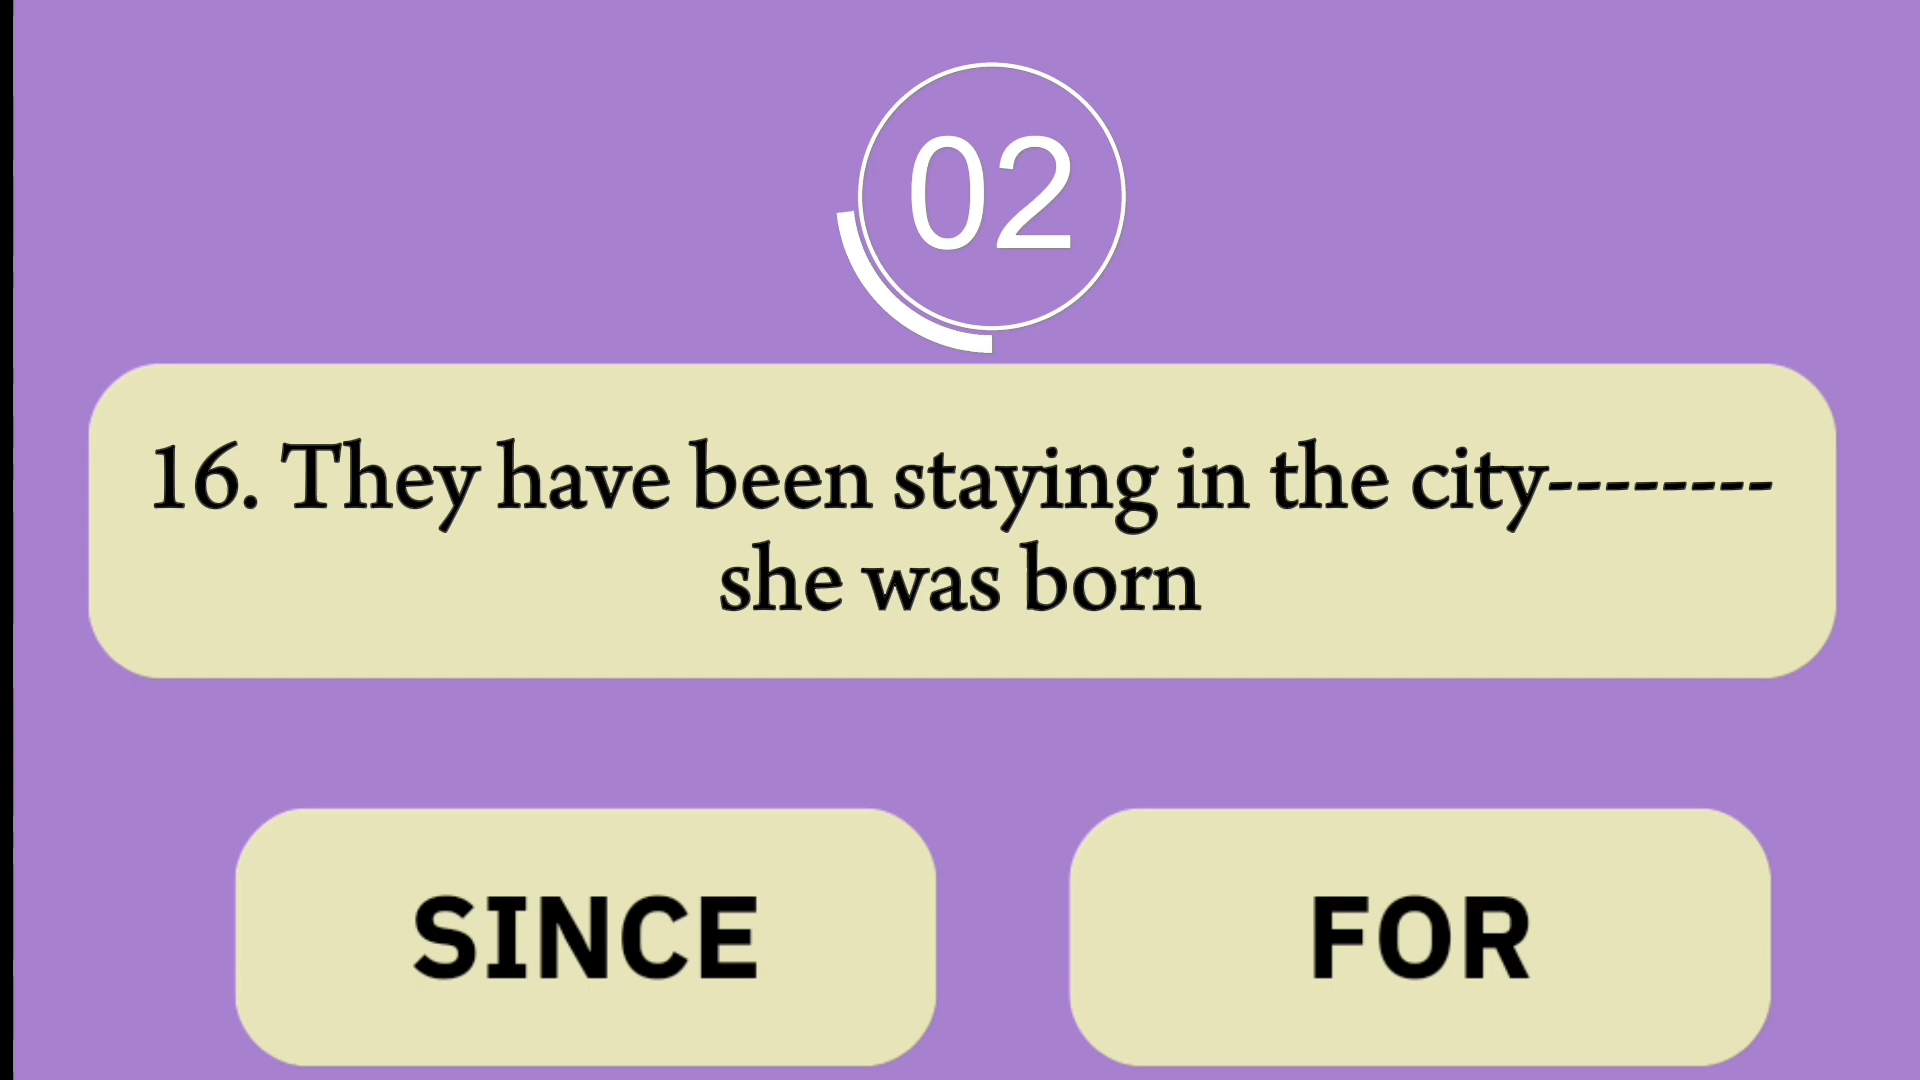 02
16. They have been staying in the city--------
she was born
SINCE
FOR